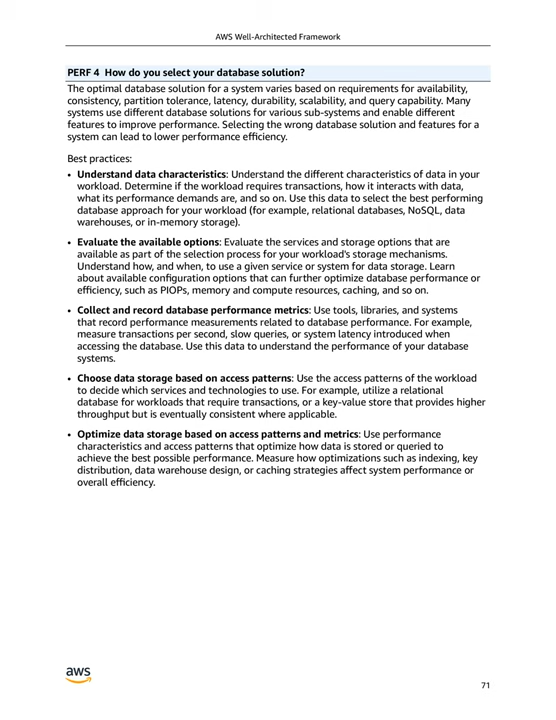 AWS Well-Architected Framework
PERF 4  How do you select your database solution?
The optimal database solution for a system varies based on requirements for availability,
consistency, partition tolerance, latency, durability, scalability, and query capability. Many
systems use different database solutions for various sub-systems and enable different
features to improve performance. Selecting the wrong database solution and features for a
system can lead to lower performance efficiency.
Best practices:
• Understand data characteristics: Understand the different characteristics of data in your
workload. Determine if the workload requires transactions, how it interacts with data,
what its performance demands are, and so on. Use this data to select the best performing
database approach for your workload (for example, relational databases, NoSQL, data
warehouses, or in-memory storage).
• Evaluate the available options: Evaluate the services and storage options that are
available as part of the selection process for your workload's storage mechanisms.
Understand how, and when, to use a given service or system for data storage. Learn
about available configuration options that can further optimize database performance or
efficiency, such as PIOPs, memory and compute resources, caching, and so on.
• Collect and record database performance metrics: Use tools, libraries, and systems
that record performance measurements related to database performance. For example,
measure transactions per second, slow queries, or system latency introduced when
accessing the database. Use this data to understand the performance of your database
systems.
• Choose data storage based on access patterns: Use the access patterns of the workload
to decide which services and technologies to use. For example, utilize a relational
database for workloads that require transactions, or a key-value store that provides higher
throughput but is eventually consistent where applicable.
• Optimize data storage based on access patterns and metrics: Use performance
characteristics and access patterns that optimize how data is stored or queried to
achieve the best possible performance. Measure how optimizations such as indexing, key
distribution, data warehouse design, or caching strategies affect system performance or
overall efficiency.
aws
71